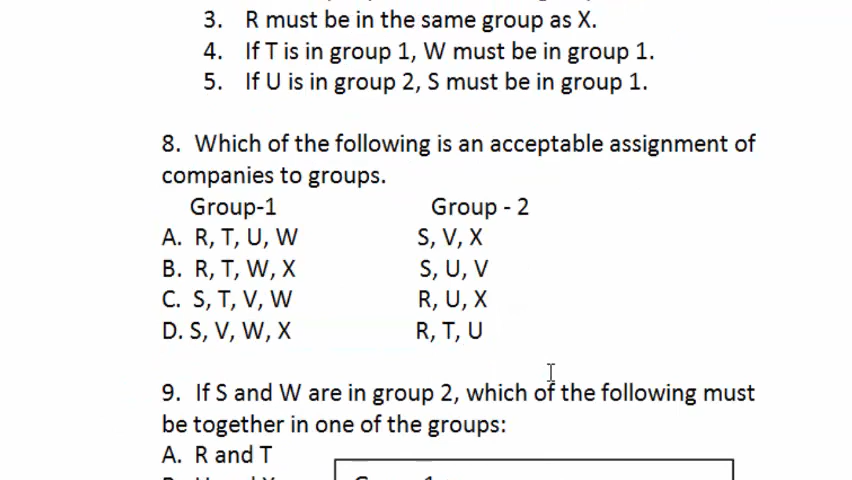 3. R must be in the same group as X.
4. If T is in group 1, W must be in group 1.
5. If U is in group 2, S must be in group 1.
8. Which of the following is an acceptable assignment of
companies to groups.
Group-1 Group - 2
A. R, T, U, W S, V, X
B. R, T, W, X S, U, V
C. S, T, V, W R, U, X
D. S, V, W, X R, T, U
9. If S and W are in group 2, which of the following must
be together in one of the groups:
A. R and T